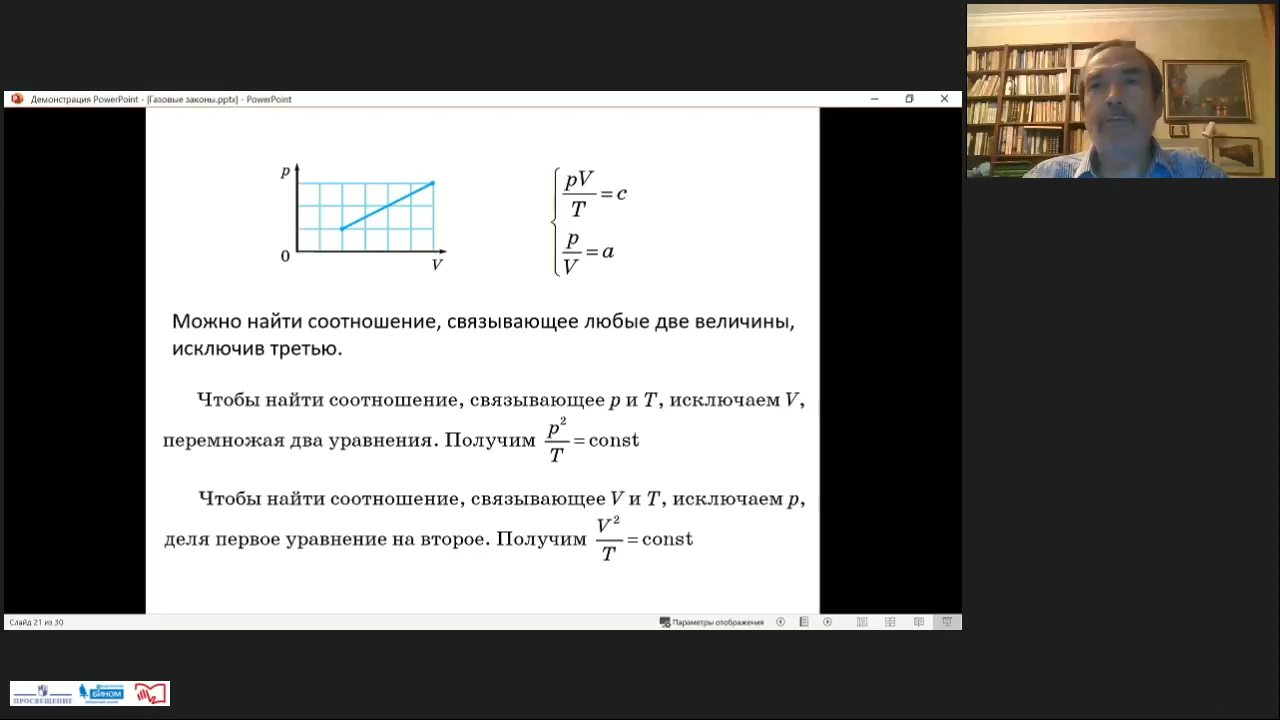 Демонстрация PowerPoint - [Газовые законы.pptx] - PowerPoint
p
0
V
pV/T = c
p/V = a
Можно найти соотношение, связывающее любые две величины,
исключив третью.
Чтобы найти соотношение, связывающее p и T, исключаем V,
перемножая два уравнения. Получим p²/T = const
Чтобы найти соотношение, связывающее V и T, исключаем p,
деля первое уравнение на второе. Получим V²/T = const
Слайд 21 из 30
Параметры отображения
ПРОСВЕЩЕНИЕ
БИНОМ